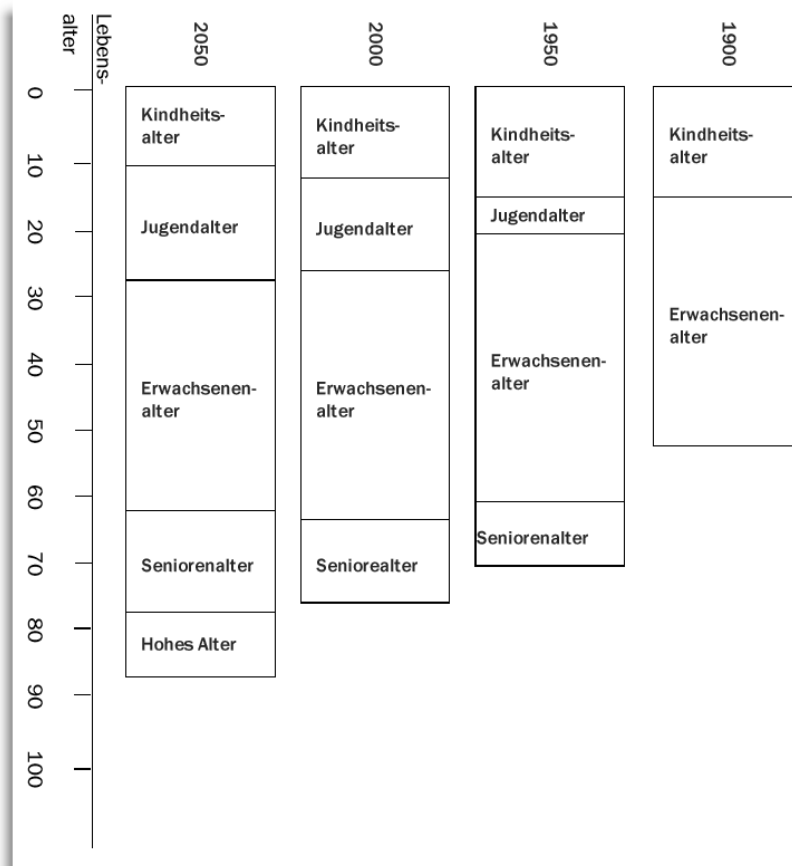 Lebens-
alter
2050
2000
1950
1900
0
10
20
30
40
50
60
70
80
90
100
Kindheits-
alter
Jugendalter
Erwachsenen-
alter
Seniorenalter
Hohes Alter
Kindheits-
alter
Jugendalter
Erwachsenen-
alter
Seniorealter
Kindheits-
alter
Jugendalter
Erwachsenen-
alter
Seniorenalter
Kindheits-
alter
Erwachsenen-
alter